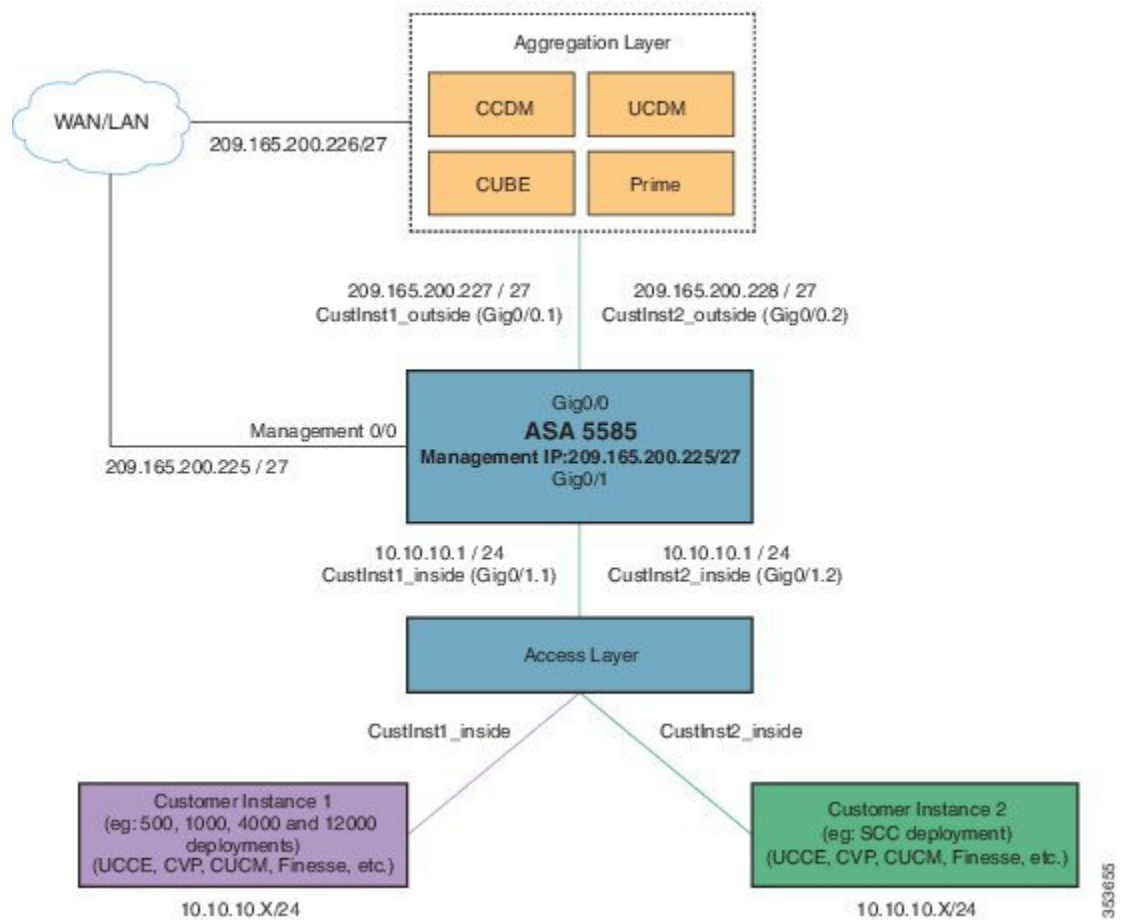 Aggregation Layer
CCDM
UCDM
CUBE
Prime
WAN/LAN
209.165.200.226/27
209.165.200.227 / 27
CustInst1_outside (Gig0/0.1)
209.165.200.228 / 27
CustInst2_outside (Gig0/0.2)
Gig0/0
ASA 5585
Management IP:209.165.200.225/27
Gig0/1
Management 0/0
209.165.200.225 / 27
10.10.10.1 / 24
CustInst1_inside (Gig0/1.1)
10.10.10.1 / 24
CustInst2_inside (Gig0/1.2)
Access Layer
CustInst1_inside
CustInst2_inside
Customer Instance 1
(eg: 500, 1000, 4000 and 12000
deployments)
(UCCE, CVP, CUCM, Finesse, etc.)
10.10.10.X/24
Customer Instance 2
(eg: SCC deployment)
(UCCE, CVP, CUCM, Finesse, etc.)
10.10.10.X/24
353655